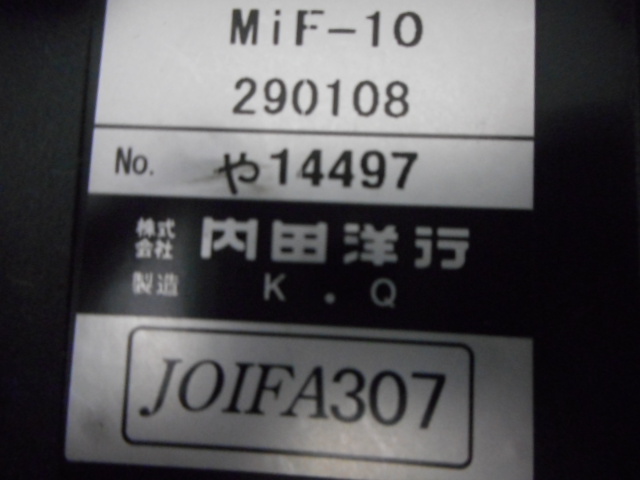 MiF-10
290108
No. や14497
株式会社 内田洋行
製造 K.Q
JOIFA307